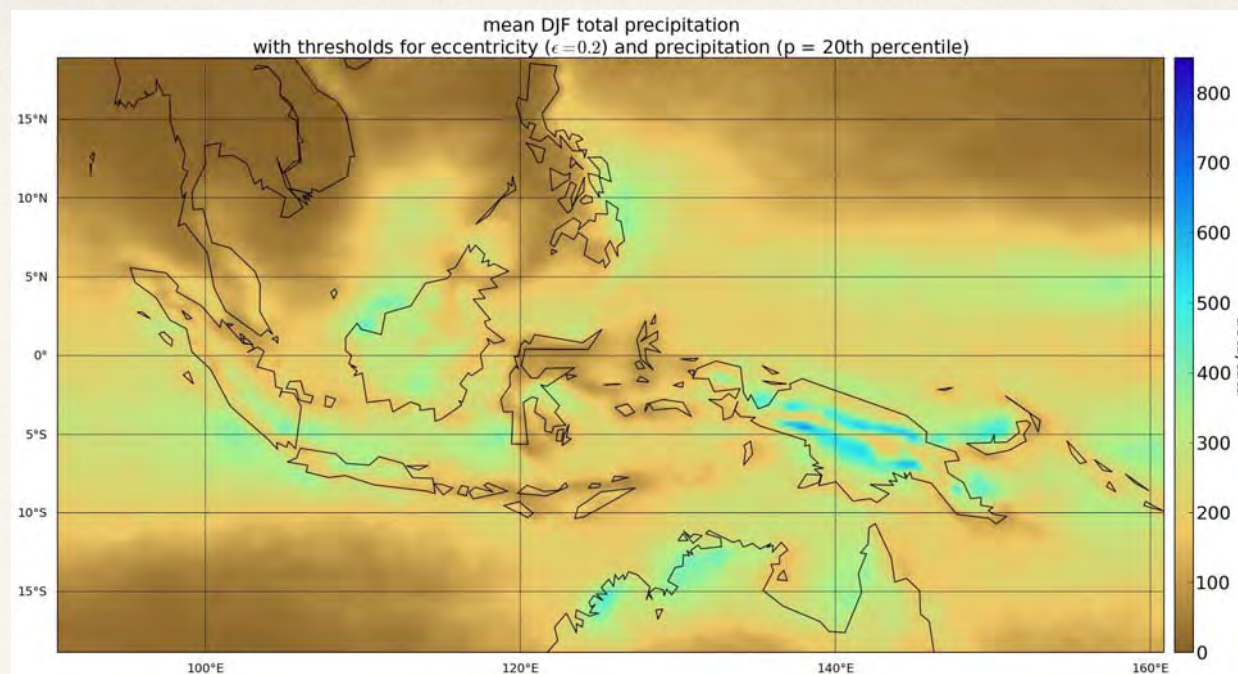 mean DJF total precipitation
with thresholds for eccentricity (ϵ=0.2) and precipitation (p = 20th percentile)
15°N
10°N
5°N
0°
5°S
10°S
15°S
100°E
120°E
140°E
160°E
800
700
600
500
400
300
200
100
0